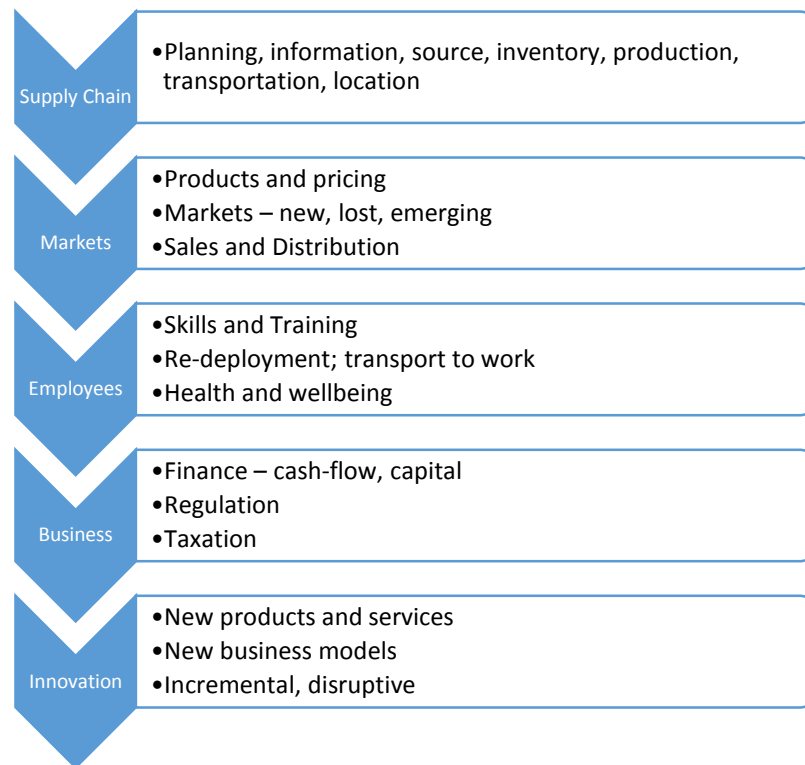 Supply Chain
•Planning, information, source, inventory, production,
transportation, location
Markets
•Products and pricing
•Markets – new, lost, emerging
•Sales and Distribution
Employees
•Skills and Training
•Re-deployment; transport to work
•Health and wellbeing
Business
•Finance – cash-flow, capital
•Regulation
•Taxation
Innovation
•New products and services
•New business models
•Incremental, disruptive